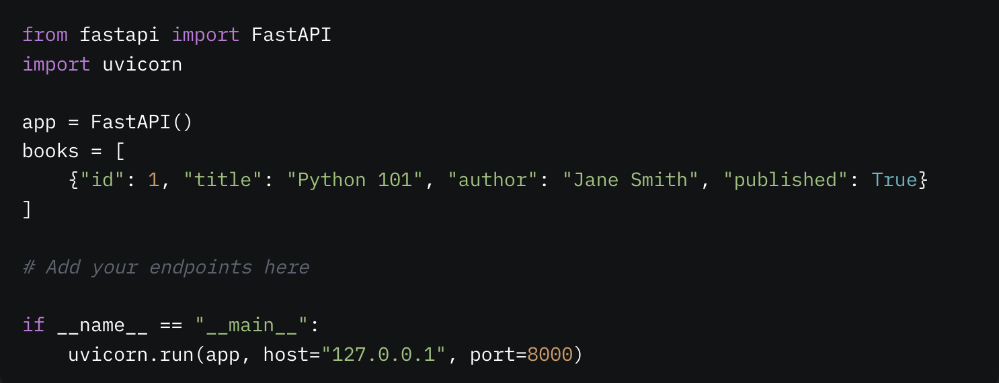 from fastapi import FastAPI
import uvicorn

app = FastAPI()
books = [
    {"id": 1, "title": "Python 101", "author": "Jane Smith", "published": True}
]

# Add your endpoints here

if __name__ == "__main__":
    uvicorn.run(app, host="127.0.0.1", port=8000)